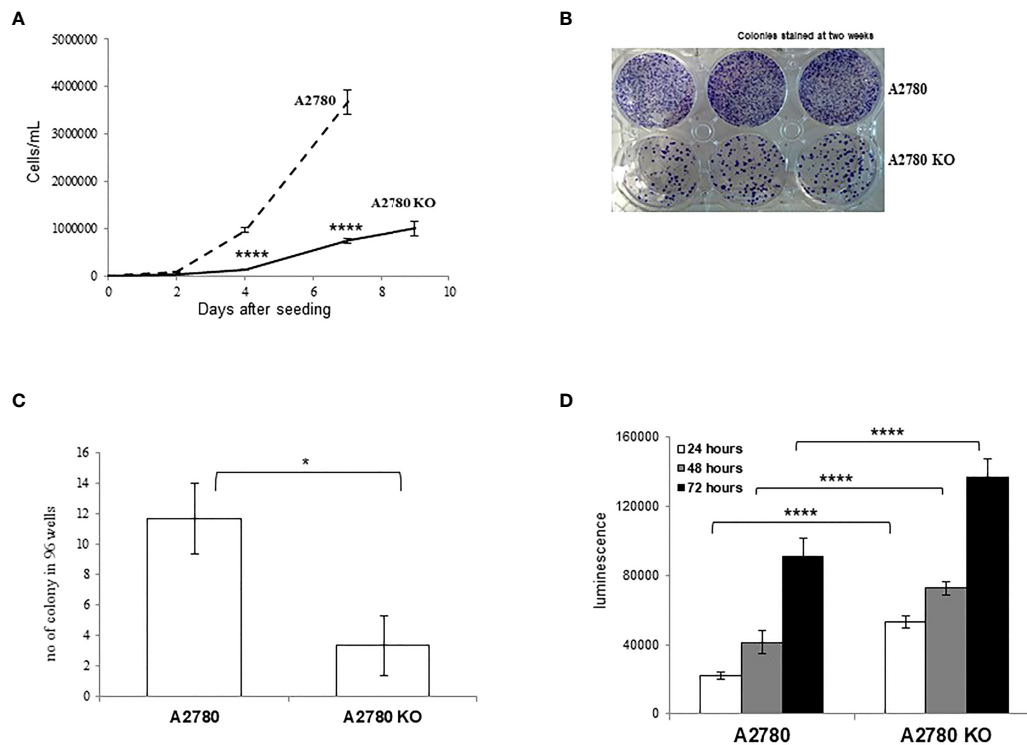 A
5000000
4000000
3000000
2000000
1000000
0
Cells/mL
A2780
A2780 KO
****
****
0 2 4 6 8 10
Days after seeding
B
Colonies stained at two weeks
A2780
A2780 KO
C
16
14
12
10
8
6
4
2
0
no of colony in 96 wells
*
A2780 A2780 KO
D
160000
120000
80000
40000
0
luminescence
24 hours
48 hours
72 hours
****
****
****
A2780 A2780 KO